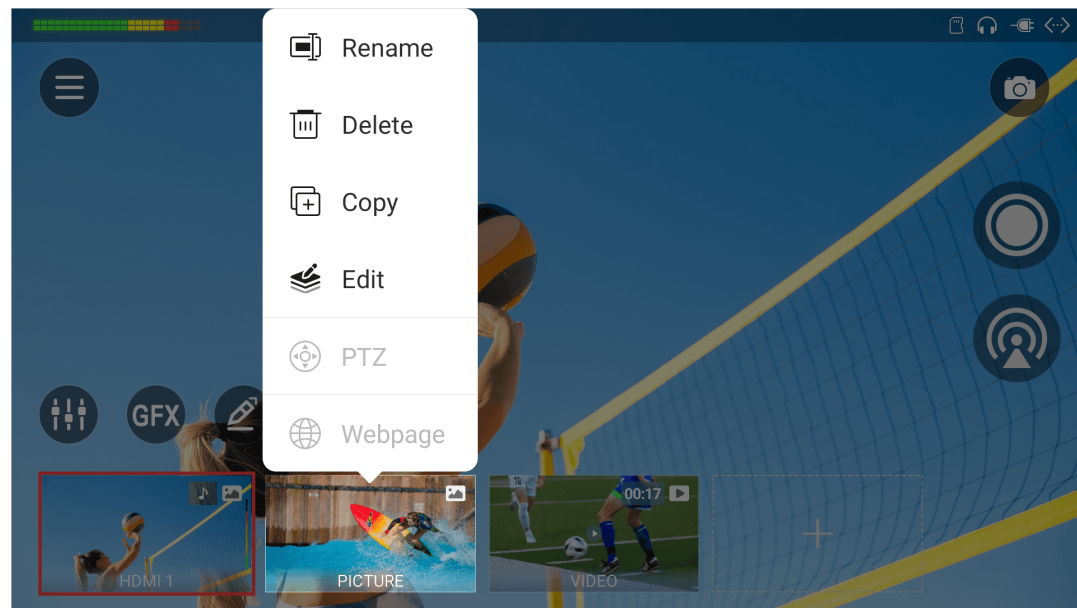 Rename
Delete
Copy
Edit
PTZ
Webpage
GFX
00:17
HDMI 1
PICTURE
VIDEO